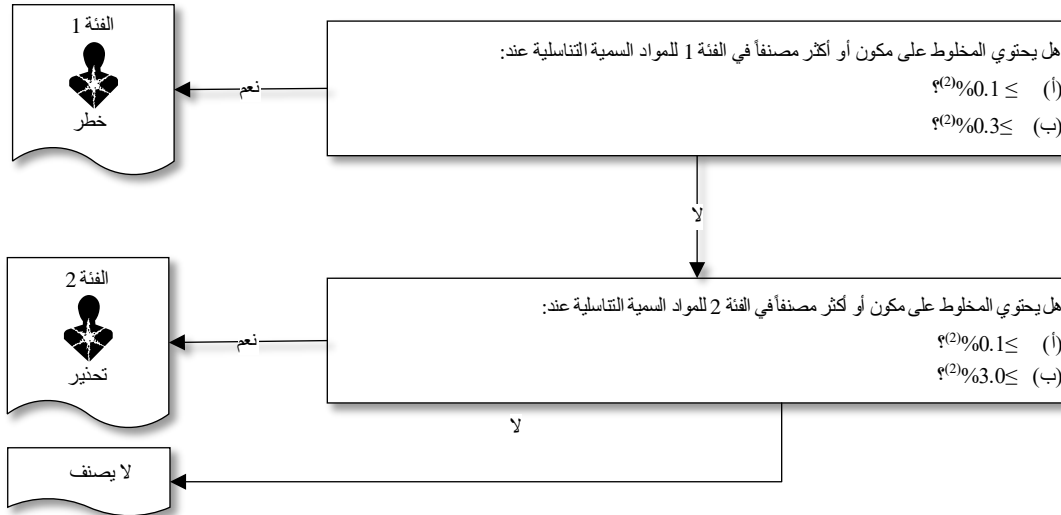 هل يحتوي المخلوط على مكون أو أكثر مصنفاً في الفئة 1 للمواد السمية التناسلية عند:
(أ) ≥ 0.1 ≤%(2)؟
(ب) ≥0.3≤%(2)؟
نعم
الفئة 1
خطر
لا
هل يحتوي المخلوط على مكون أو أكثر مصنفاً في الفئة 2 للمواد السمية التناسلية عند:
(أ) ≥0.1≤%(2)؟
(ب) ≥3.0≤%(2)؟
نعم
الفئة 2
تحذير
لا
لا يصنف